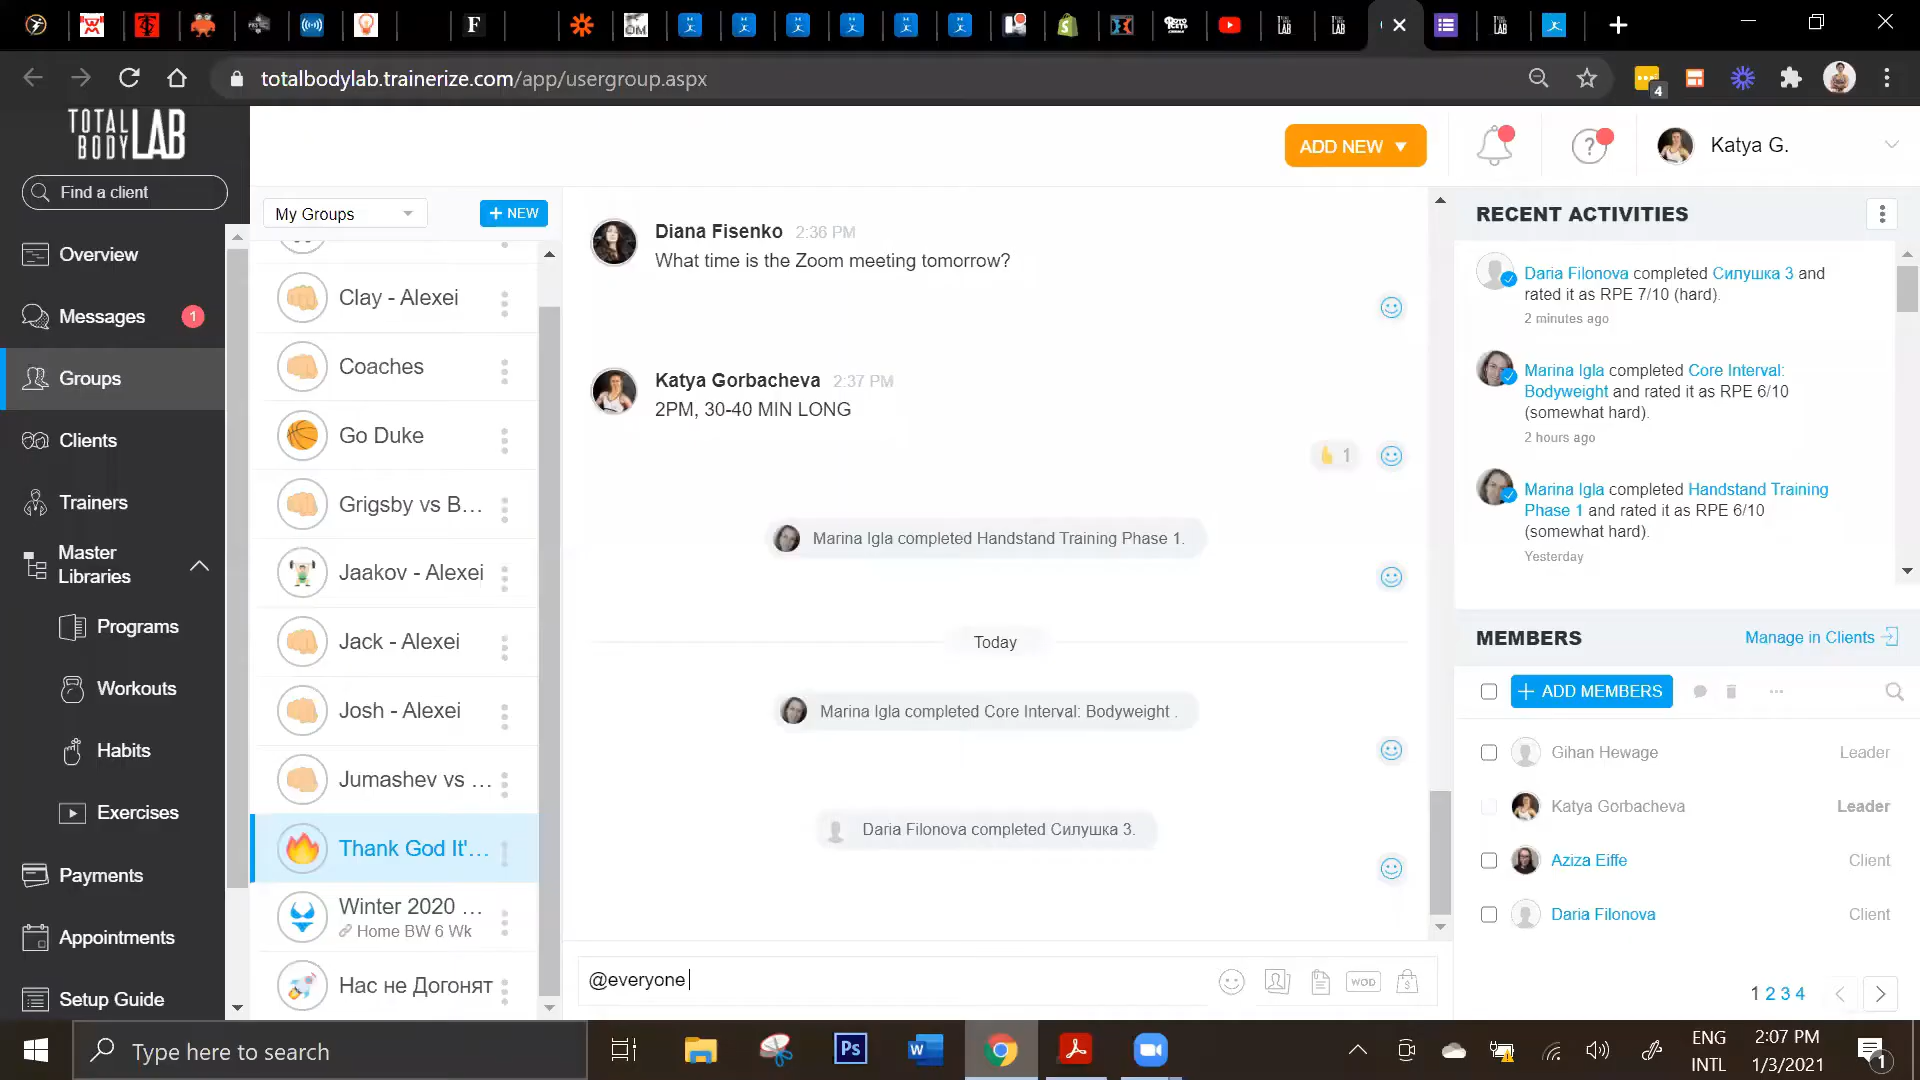 F
OM
LAB
LAB
LAB
totalbodylab.trainerize.com/app/usergroup.aspx
4
TOTAL BODY LAB
Find a client
Overview
Messages 1
Groups
Clients
Trainers
Master
Libraries
Programs
Workouts
Habits
Exercises
Payments
Appointments
Setup Guide
ADD NEW
?
Katya G.
My Groups
+ NEW
Clay - Alexei
Coaches
Go Duke
Grigsby vs B...
Jaakov - Alexei
Jack - Alexei
Josh - Alexei
Jumashev vs ...
Thank God It'...
Winter 2020 ...
Home BW 6 Wk
Нас не Догонят
Diana Fisenko 2:36 PM
What time is the Zoom meeting tomorrow?
Katya Gorbacheva 2:37 PM
2PM, 30-40 MIN LONG
1
Marina Igla completed Handstand Training Phase 1.
Today
Marina Igla completed Core Interval: Bodyweight .
Daria Filonova completed Силушка 3.
@everyone
WOD
RECENT ACTIVITIES
Daria Filonova completed Силушка 3 and
rated it as RPE 7/10 (hard).
2 minutes ago
Marina Igla completed Core Interval:
Bodyweight and rated it as RPE 6/10
(somewhat hard).
2 hours ago
Marina Igla completed Handstand Training
Phase 1 and rated it as RPE 6/10
(somewhat hard).
Yesterday
MEMBERS
Manage in Clients
+ ADD MEMBERS
Gihan Hewage Leader
Katya Gorbacheva Leader
Aziza Eiffe Client
Daria Filonova Client
1 2 3 4
Type here to search
Ps
W
ENG
INTL
2:07 PM
1/3/2021
1